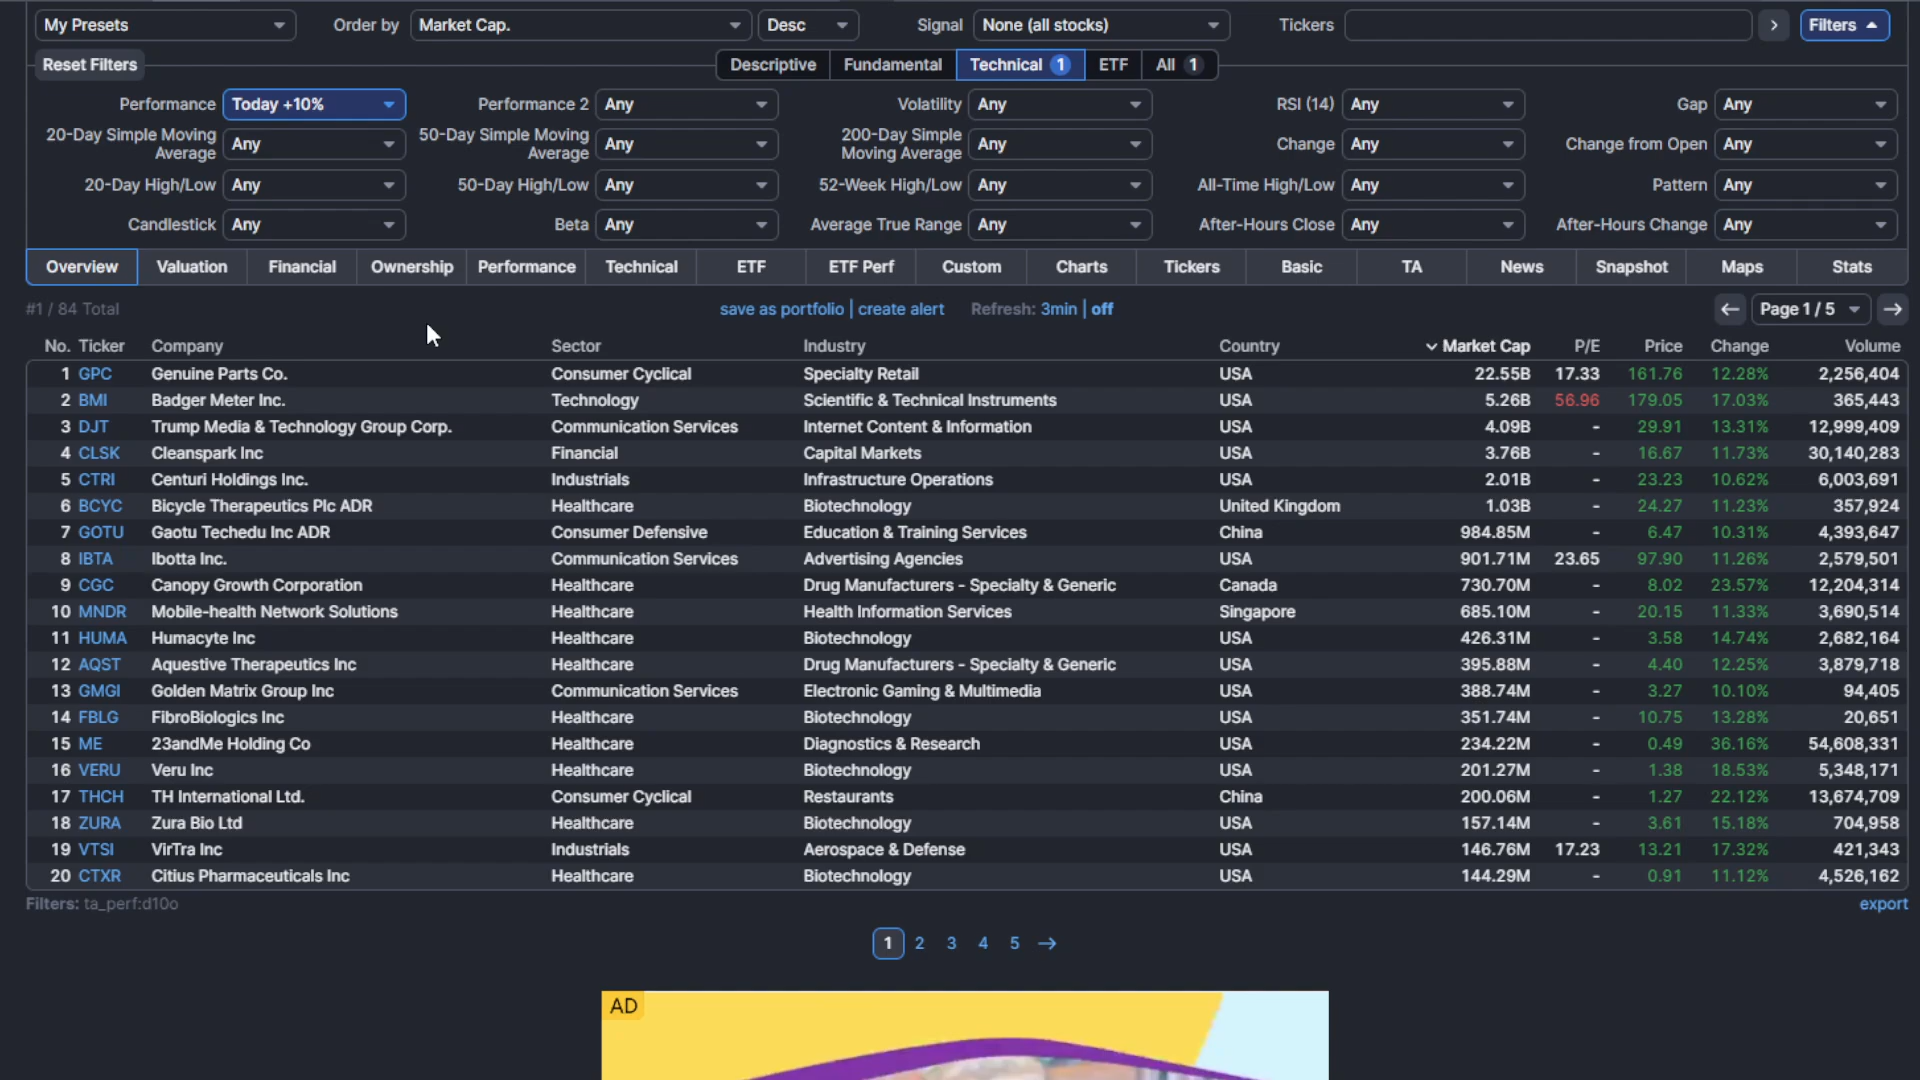 My Presets Order by Market Cap. Desc Signal None (all stocks) Tickers > Filters
Reset Filters Descriptive Fundamental Technical 1 ETF All 1
Performance Today +10% Performance 2 Any Volatility Any RSI (14) Any Gap Any
20-Day Simple Moving Average Any 50-Day Simple Moving Average Any 200-Day Simple Moving Average Any Change Any Change from Open Any
20-Day High/Low Any 50-Day High/Low Any 52-Week High/Low Any All-Time High/Low Any Pattern Any
Candlestick Any Beta Any Average True Range Any After-Hours Close Any After-Hours Change Any
Overview Valuation Financial Ownership Performance Technical ETF ETF Perf Custom Charts Tickers Basic TA News Snapshot Maps Stats
#1 / 84 Total save as portfolio | create alert Refresh: 3min | off ← Page 1 / 5 →
No. Ticker Company Sector Industry Country Market Cap P/E Price Change Volume
1 GPC Genuine Parts Co. Consumer Cyclical Specialty Retail USA 22.55B 17.33 161.76 12.28% 2,256,404
2 BMI Badger Meter Inc. Technology Scientific & Technical Instruments USA 5.26B 56.96 179.05 17.03% 365,443
3 DJT Trump Media & Technology Group Corp. Communication Services Internet Content & Information USA 4.09B - 29.91 13.31% 12,999,409
4 CLSK Cleanspark Inc Financial Capital Markets USA 3.76B - 16.67 11.73% 30,140,283
5 CTRI Centuri Holdings Inc. Industrials Infrastructure Operations USA 2.01B - 23.23 10.62% 6,003,691
6 BCYC Bicycle Therapeutics Plc ADR Healthcare Biotechnology United Kingdom 1.03B - 24.27 11.23% 357,924
7 GOTU Gaotu Techedu Inc ADR Consumer Defensive Education & Training Services China 984.85M - 6.47 10.31% 4,393,647
8 IBTA Ibotta Inc. Communication Services Advertising Agencies USA 901.71M 23.65 97.90 11.26% 2,579,501
9 CGC Canopy Growth Corporation Healthcare Drug Manufacturers - Specialty & Generic Canada 730.70M - 8.02 23.57% 12,204,314
10 MNDR Mobile-health Network Solutions Healthcare Health Information Services Singapore 685.10M - 20.15 11.33% 3,690,514
11 HUMA Humacyte Inc Healthcare Biotechnology USA 426.31M - 3.58 14.74% 2,682,164
12 AQST Aquestive Therapeutics Inc Healthcare Drug Manufacturers - Specialty & Generic USA 395.88M - 4.40 12.25% 3,879,718
13 GMGI Golden Matrix Group Inc Communication Services Electronic Gaming & Multimedia USA 388.74M - 3.27 10.10% 94,405
14 FBLG FibroBiologics Inc Healthcare Biotechnology USA 351.74M - 10.75 13.28% 20,651
15 ME 23andMe Holding Co Healthcare Diagnostics & Research USA 234.22M - 0.49 36.16% 54,608,331
16 VERU Veru Inc Healthcare Biotechnology USA 201.27M - 1.38 18.53% 5,348,171
17 THCH TH International Ltd. Consumer Cyclical Restaurants China 200.06M - 1.27 22.12% 13,674,709
18 ZURA Zura Bio Ltd Healthcare Biotechnology USA 157.14M - 3.61 15.18% 704,958
19 VTSI VirTra Inc Industrials Aerospace & Defense USA 146.76M 17.23 13.21 17.32% 421,343
20 CTXR Citius Pharmaceuticals Inc Healthcare Biotechnology USA 144.29M - 0.91 11.12% 4,526,162
Filters: ta_perf:d10o export
1 2 3 4 5 →
AD